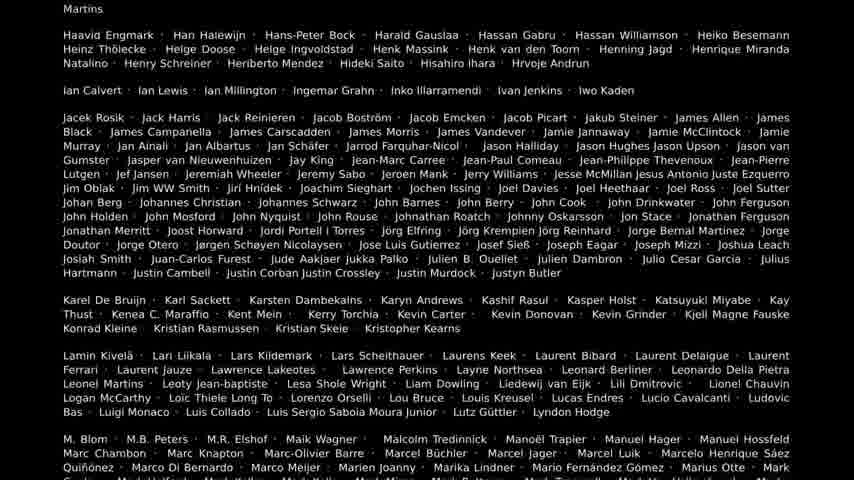 Martins
Haavid Engmark · Han Halewijn · Hans-Peter Bock · Harald Gauslaa · Hassan Gabru · Hassan Williamson · Heiko Besemann
Heinz Thölecke · Helge Doose · Helge Ingvoldstad · Henk Massink · Henk van den Toom · Henning Jagd · Henrique Miranda
Natalino · Henry Schreiner · Heriberto Mendez · Hideki Saito · Hisahiro Ihara · Hrvoje Andrun
Ian Calvert · Ian Lewis · Ian Millington · Ingemar Grahn · Inko Illarramendi · Ivan Jenkins · Iwo Kaden
Jacek Rosik · Jack Harris · Jack Reinieren · Jacob Boström · Jacob Emcken · Jacob Picart · Jakub Steiner · James Allen · James
Black · James Campanella · James Carscadden · James Morris · James Vandever · Jamie Jannaway · Jamie McClintock · Jamie
Murray · Jan Ainali · Jan Albartus · Jan Schäfer · Jarrod Farquhar-Nicol · Jason Halliday · Jason Hughes Jason Upson · Jason van
Gumster · Jasper van Nieuwenhuizen · Jay King · Jean-Marc Carree · Jean-Paul Comeau · Jean-Philippe Thevenoux · Jean-Pierre
Lutgen · Jef Jansen · Jeremiah Wheeler · Jeremy Sabo · Jeroen Mank · Jerry Williams · Jesse McMillan Jesus Antonio Juste Ezquerro
Jim Oblak · Jim WW Smith · Jirí Hnídek · Joachim Sieghart · Jochen Issing · Joel Davies · Joel Heethaar · Joel Ross · Joel Sutter
Johan Berg · Johannes Christian · Johannes Schwarz · John Barnes · John Berry · John Cook · John Drinkwater · John Ferguson
John Holden · John Mosford · John Nyquist · John Rouse · Johnathan Roatch · Johnny Oskarsson · Jon Stace · Jonathan Ferguson
Jonathan Merritt · Joost Horward · Jordi Portell i Torres · Jörg Elfring · Jörg Krempien Jörg Reinhard · Jorge Bernal Martinez · Jorge
Doutor · Jorge Otero · Jørgen Schøyen Nicolaysen · Jose Luis Gutierrez · Josef Sieß · Joseph Eagar · Joseph Mizzi · Joshua Leach
Josiah Smith · Juan-Carlos Furest · Jude Aakjaer Jukka Palko · Julien B. Ouellet · Julien Dambron · Julio Cesar Garcia · Julius
Hartmann · Justin Cambell · Justin Corban Justin Crossley · Justin Murdock · Justyn Butler
Karel De Bruijn · Karl Sackett · Karsten Dambekalns · Karyn Andrews · Kashif Rasul · Kasper Holst · Katsuyuki Miyabe · Kay
Thust · Kenea C. Maraffio · Kent Mein · Kerry Torchia · Kevin Carter · Kevin Donovan · Kevin Grinder · Kjell Magne Fauske
Konrad Kleine · Kristian Rasmussen · Kristian Skeie · Kristopher Kearns
Lamin Kivelä · Lari Liikala · Lars Kildemark · Lars Scheithauer · Laurens Keek · Laurent Bibard · Laurent Delaigue · Laurent
Ferrari · Laurent Jauze · Lawrence Lakeotes · Lawrence Perkins · Layne Northsea · Leonard Berliner · Leonardo Della Pietra
Leonel Martins · Leoty Jean-baptiste · Lesa Shole Wright · Liam Dowling · Liedewij van Eijk · Lili Dmitrovic · Lionel Chauvin
Logan McCarthy · Loïc Thiele Long To · Lorenzo Orselli · Lou Bruce · Louis Kreusel · Lucas Endres · Lucio Cavalcanti · Ludovic
Bas · Luigi Monaco · Luis Collado · Luis Sergio Saboia Moura Junior · Lutz Güttler · Lyndon Hodge
M. Blom · M.B. Peters · M.R. Elshof · Maik Wagner · Malcolm Tredinnick · Manoël Trapier · Manuel Hager · Manuel Hossfeld
Marc Chambon · Marc Knapton · Marc-Olivier Barre · Marcel Büchler · Marcel Jager · Marcel Luik · Marcelo Henrique Sáez
Quiñónez · Marco Di Bernardo · Marco Meijer · Marien Joanny · Marika Lindner · Mario Fernández Gómez · Marius Otte · Mark